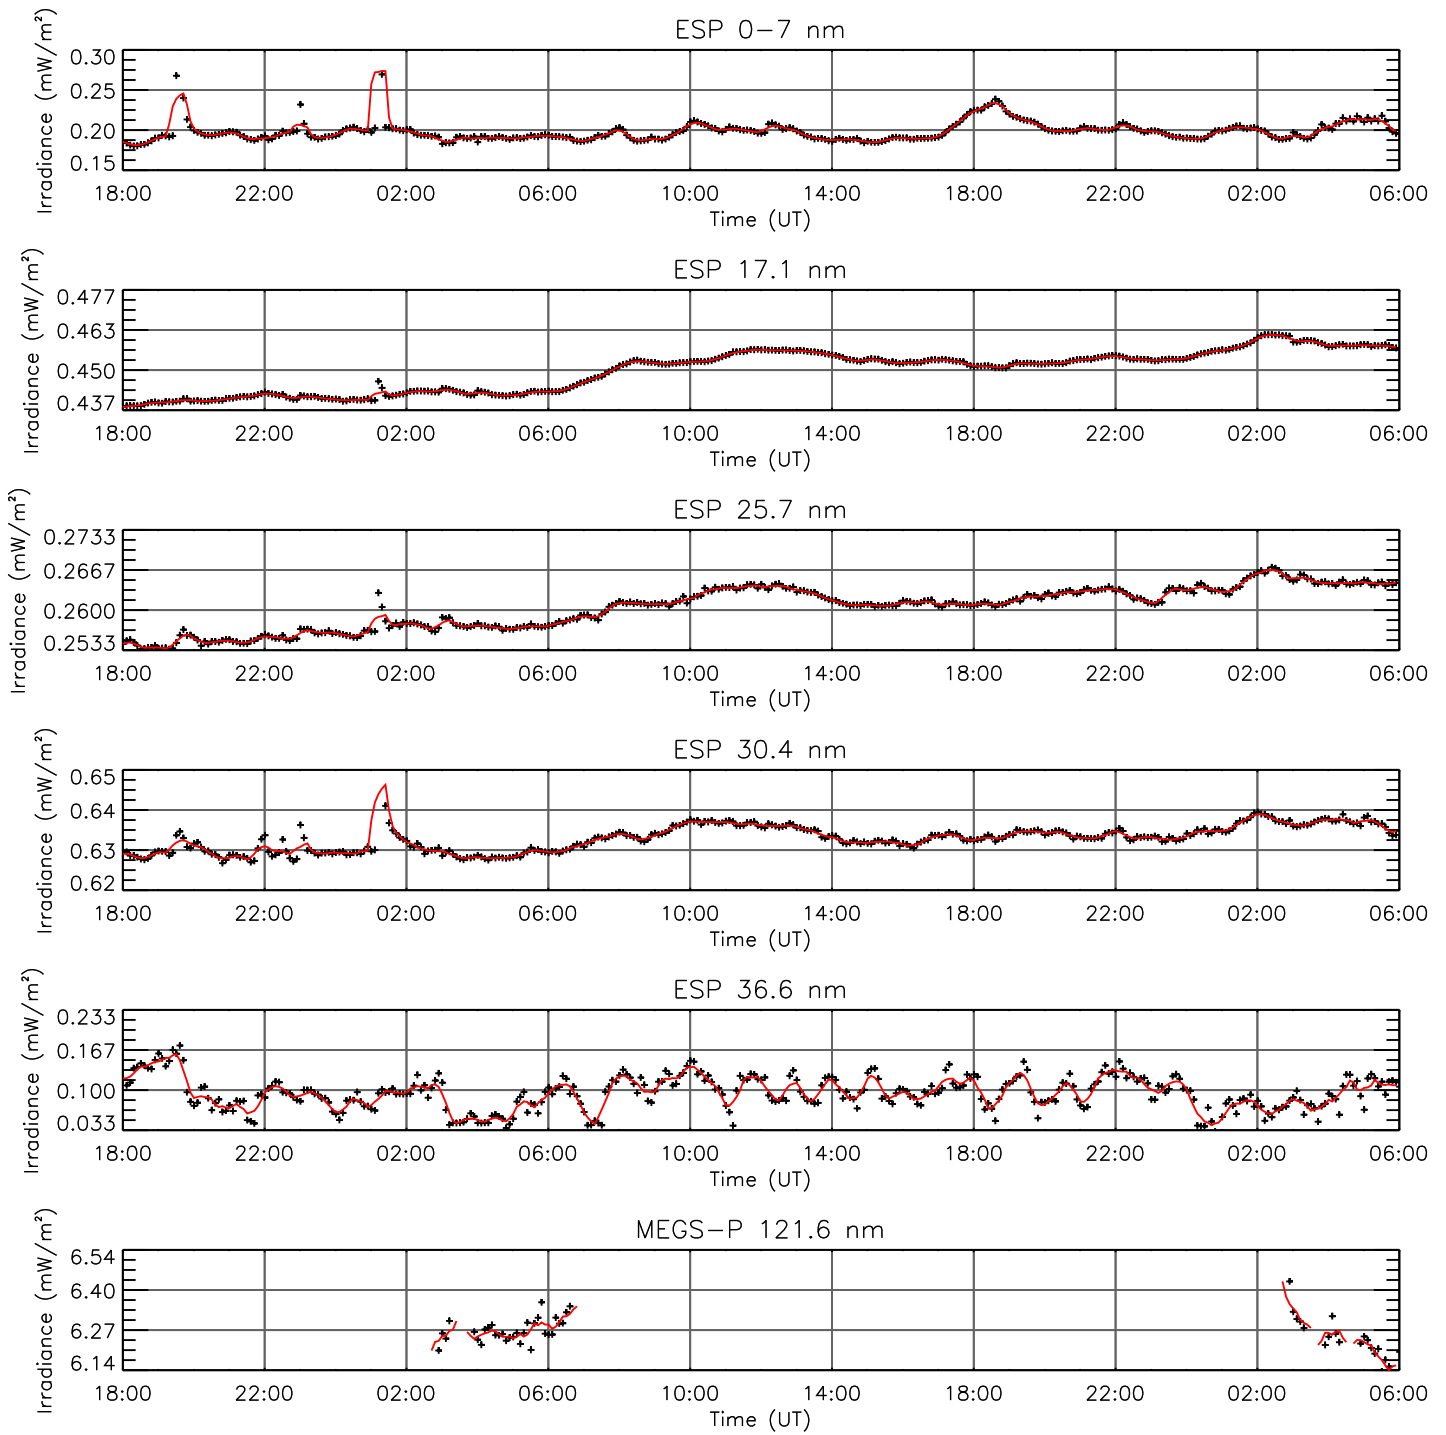 ESP 0-7 nm
Irradiance (mW/m²)
0.30
0.25
0.20
0.15
18:00 22:00 02:00 06:00 10:00 14:00 18:00 22:00 02:00 06:00
Time (UT)
ESP 17.1 nm
Irradiance (mW/m²)
0.477
0.463
0.450
0.437
18:00 22:00 02:00 06:00 10:00 14:00 18:00 22:00 02:00 06:00
Time (UT)
ESP 25.7 nm
Irradiance (mW/m²)
0.2733
0.2667
0.2600
0.2533
18:00 22:00 02:00 06:00 10:00 14:00 18:00 22:00 02:00 06:00
Time (UT)
ESP 30.4 nm
Irradiance (mW/m²)
0.65
0.64
0.63
0.62
18:00 22:00 02:00 06:00 10:00 14:00 18:00 22:00 02:00 06:00
Time (UT)
ESP 36.6 nm
Irradiance (mW/m²)
0.233
0.167
0.100
0.033
18:00 22:00 02:00 06:00 10:00 14:00 18:00 22:00 02:00 06:00
Time (UT)
MEGS-P 121.6 nm
Irradiance (mW/m²)
6.54
6.40
6.27
6.14
18:00 22:00 02:00 06:00 10:00 14:00 18:00 22:00 02:00 06:00
Time (UT)